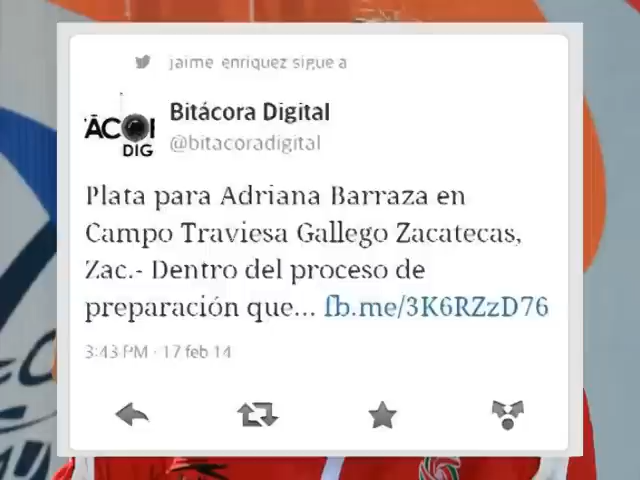 jaime enriquez sigue a
Bitácora Digital
@bitacoradigital
DIG
Plata para Adriana Barraza en
Campo Traviesa Gallego Zacatecas,
Zac.- Dentro del proceso de
preparación que... fb.me/3K6RZzD76
3:43 PM · 17 feb 14